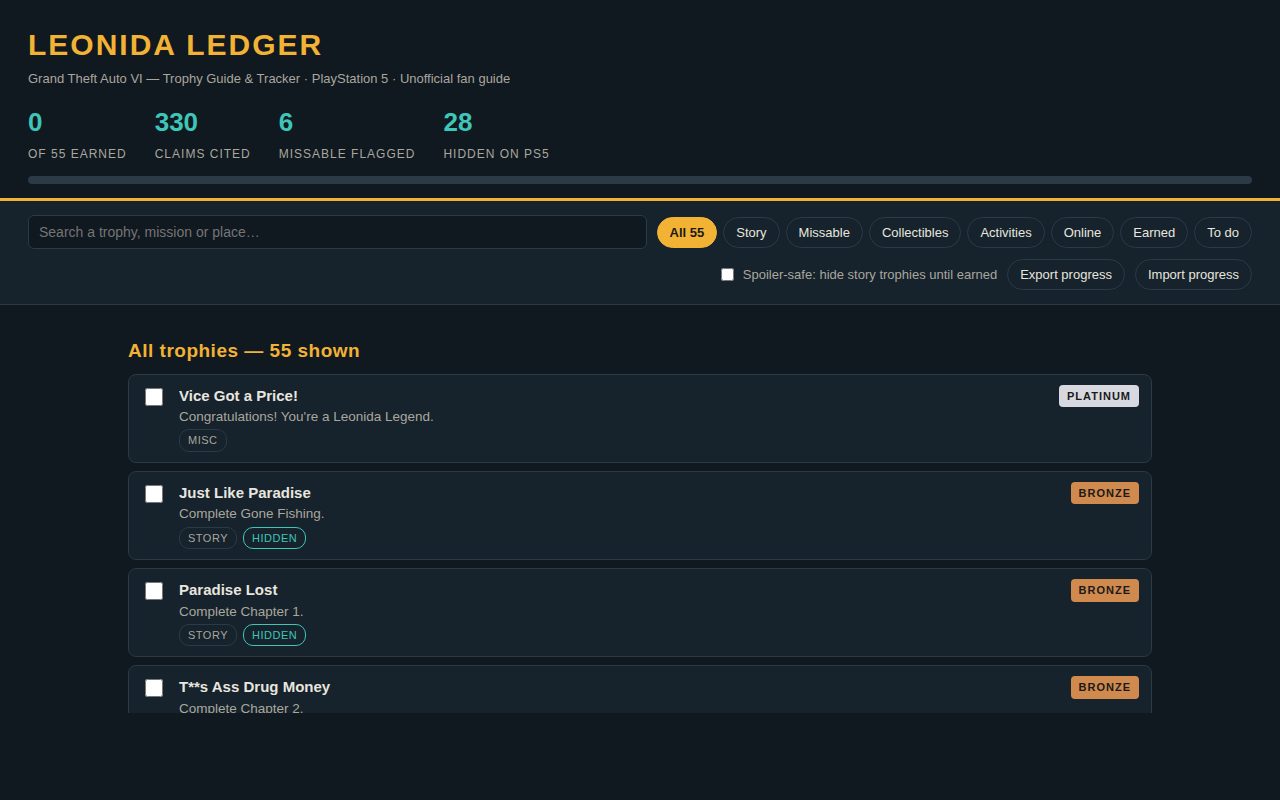 LEONIDA LEDGER
Grand Theft Auto VI — Trophy Guide & Tracker · PlayStation 5 · Unofficial fan guide
0 330 6 28
OF 55 EARNED CLAIMS CITED MISSABLE FLAGGED HIDDEN ON PS5
Search a trophy, mission or place… All 55 Story Missable Collectibles Activities Online Earned To do
Spoiler-safe: hide story trophies until earned Export progress Import progress
All trophies — 55 shown
Vice Got a Price! PLATINUM
Congratulations! You're a Leonida Legend.
MISC
Just Like Paradise BRONZE
Complete Gone Fishing.
STORY HIDDEN
Paradise Lost BRONZE
Complete Chapter 1.
STORY HIDDEN
T**s Ass Drug Money BRONZE
Complete Chapter 2.